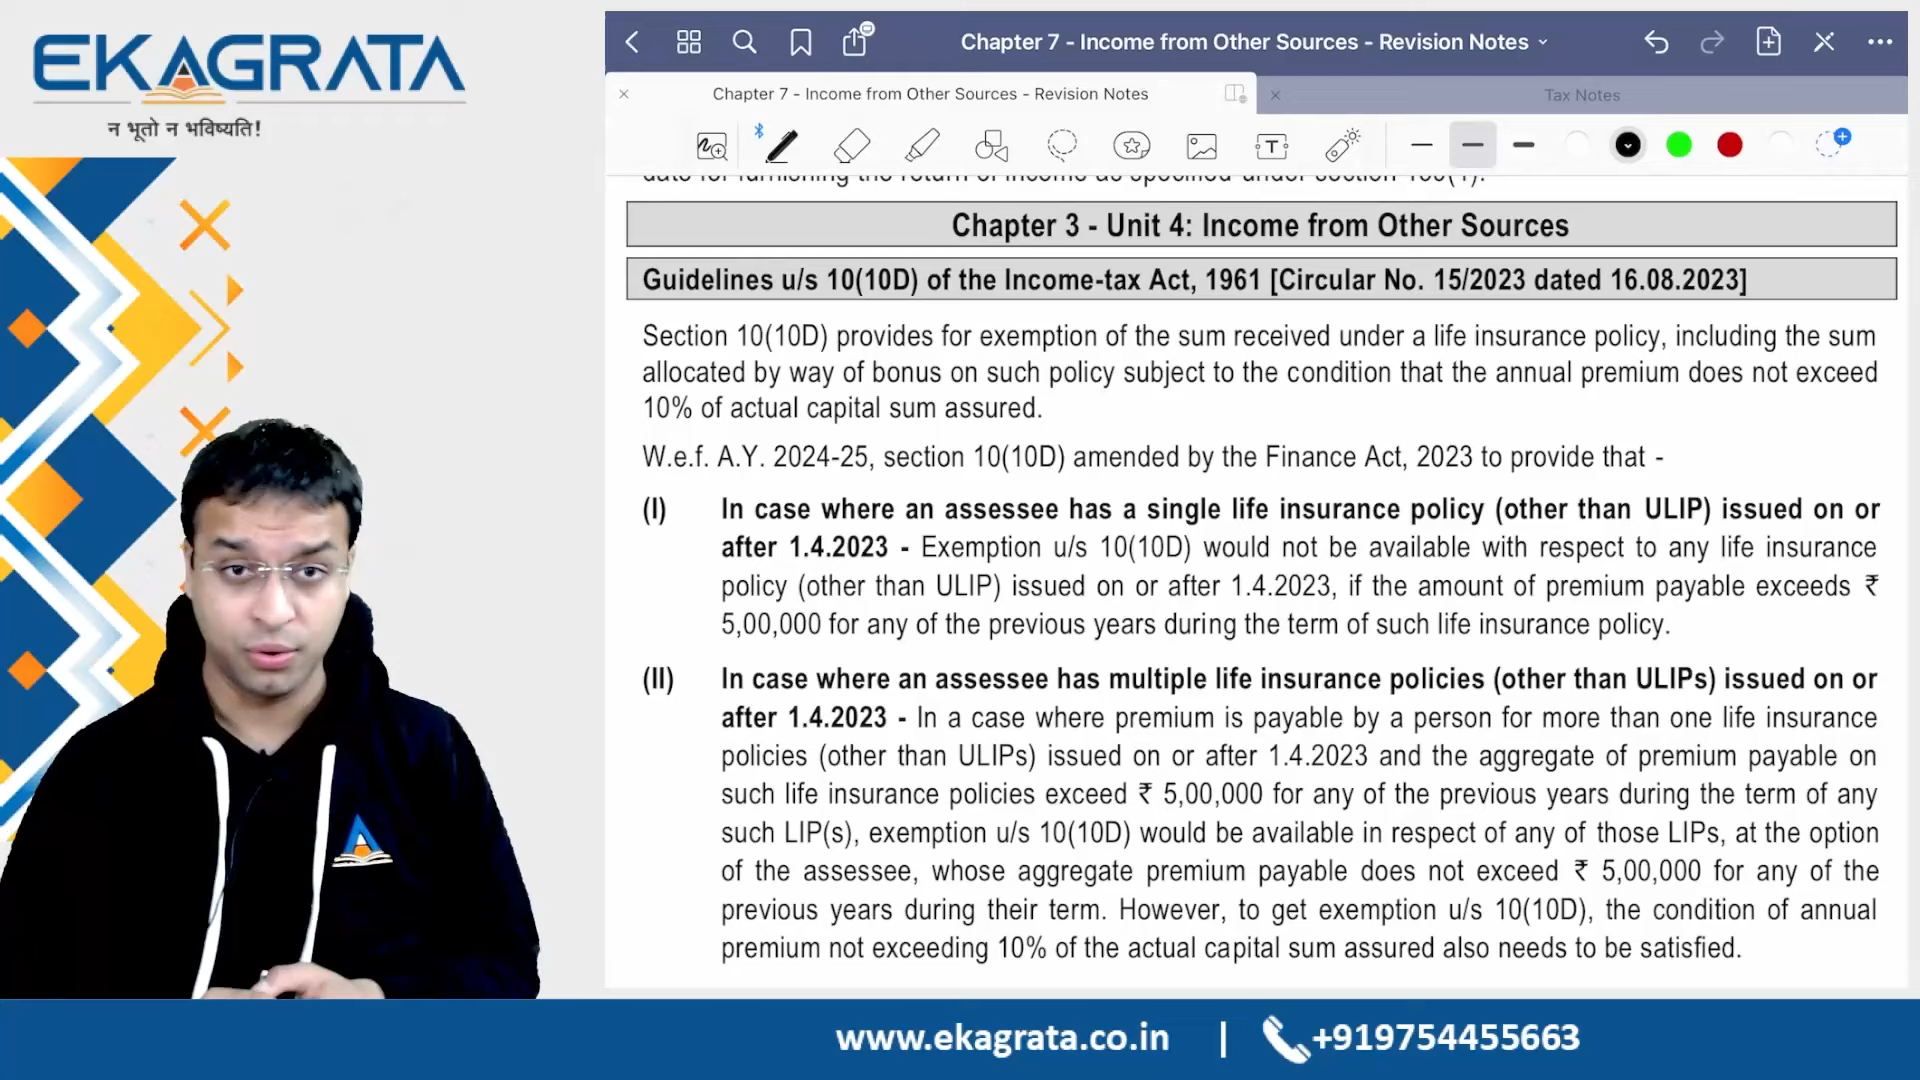 EKAGRATA
न भूतो न भविष्यति!
Chapter 7 - Income from Other Sources - Revision Notes
Chapter 7 - Income from Other Sources - Revision Notes
Tax Notes
date for furnishing the return of income as specified under section 139(1).
Chapter 3 - Unit 4: Income from Other Sources
Guidelines u/s 10(10D) of the Income-tax Act, 1961 [Circular No. 15/2023 dated 16.08.2023]
Section 10(10D) provides for exemption of the sum received under a life insurance policy, including the sum
allocated by way of bonus on such policy subject to the condition that the annual premium does not exceed
10% of actual capital sum assured.
W.e.f. A.Y. 2024-25, section 10(10D) amended by the Finance Act, 2023 to provide that -
(I) In case where an assessee has a single life insurance policy (other than ULIP) issued on or
after 1.4.2023 - Exemption u/s 10(10D) would not be available with respect to any life insurance
policy (other than ULIP) issued on or after 1.4.2023, if the amount of premium payable exceeds ₹
5,00,000 for any of the previous years during the term of such life insurance policy.
(II) In case where an assessee has multiple life insurance policies (other than ULIPs) issued on or
after 1.4.2023 - In a case where premium is payable by a person for more than one life insurance
policies (other than ULIPs) issued on or after 1.4.2023 and the aggregate of premium payable on
such life insurance policies exceed ₹ 5,00,000 for any of the previous years during the term of any
such LIP(s), exemption u/s 10(10D) would be available in respect of any of those LIPs, at the option
of the assessee, whose aggregate premium payable does not exceed ₹ 5,00,000 for any of the
previous years during their term. However, to get exemption u/s 10(10D), the condition of annual
premium not exceeding 10% of the actual capital sum assured also needs to be satisfied.
www.ekagrata.co.in | +919754455663